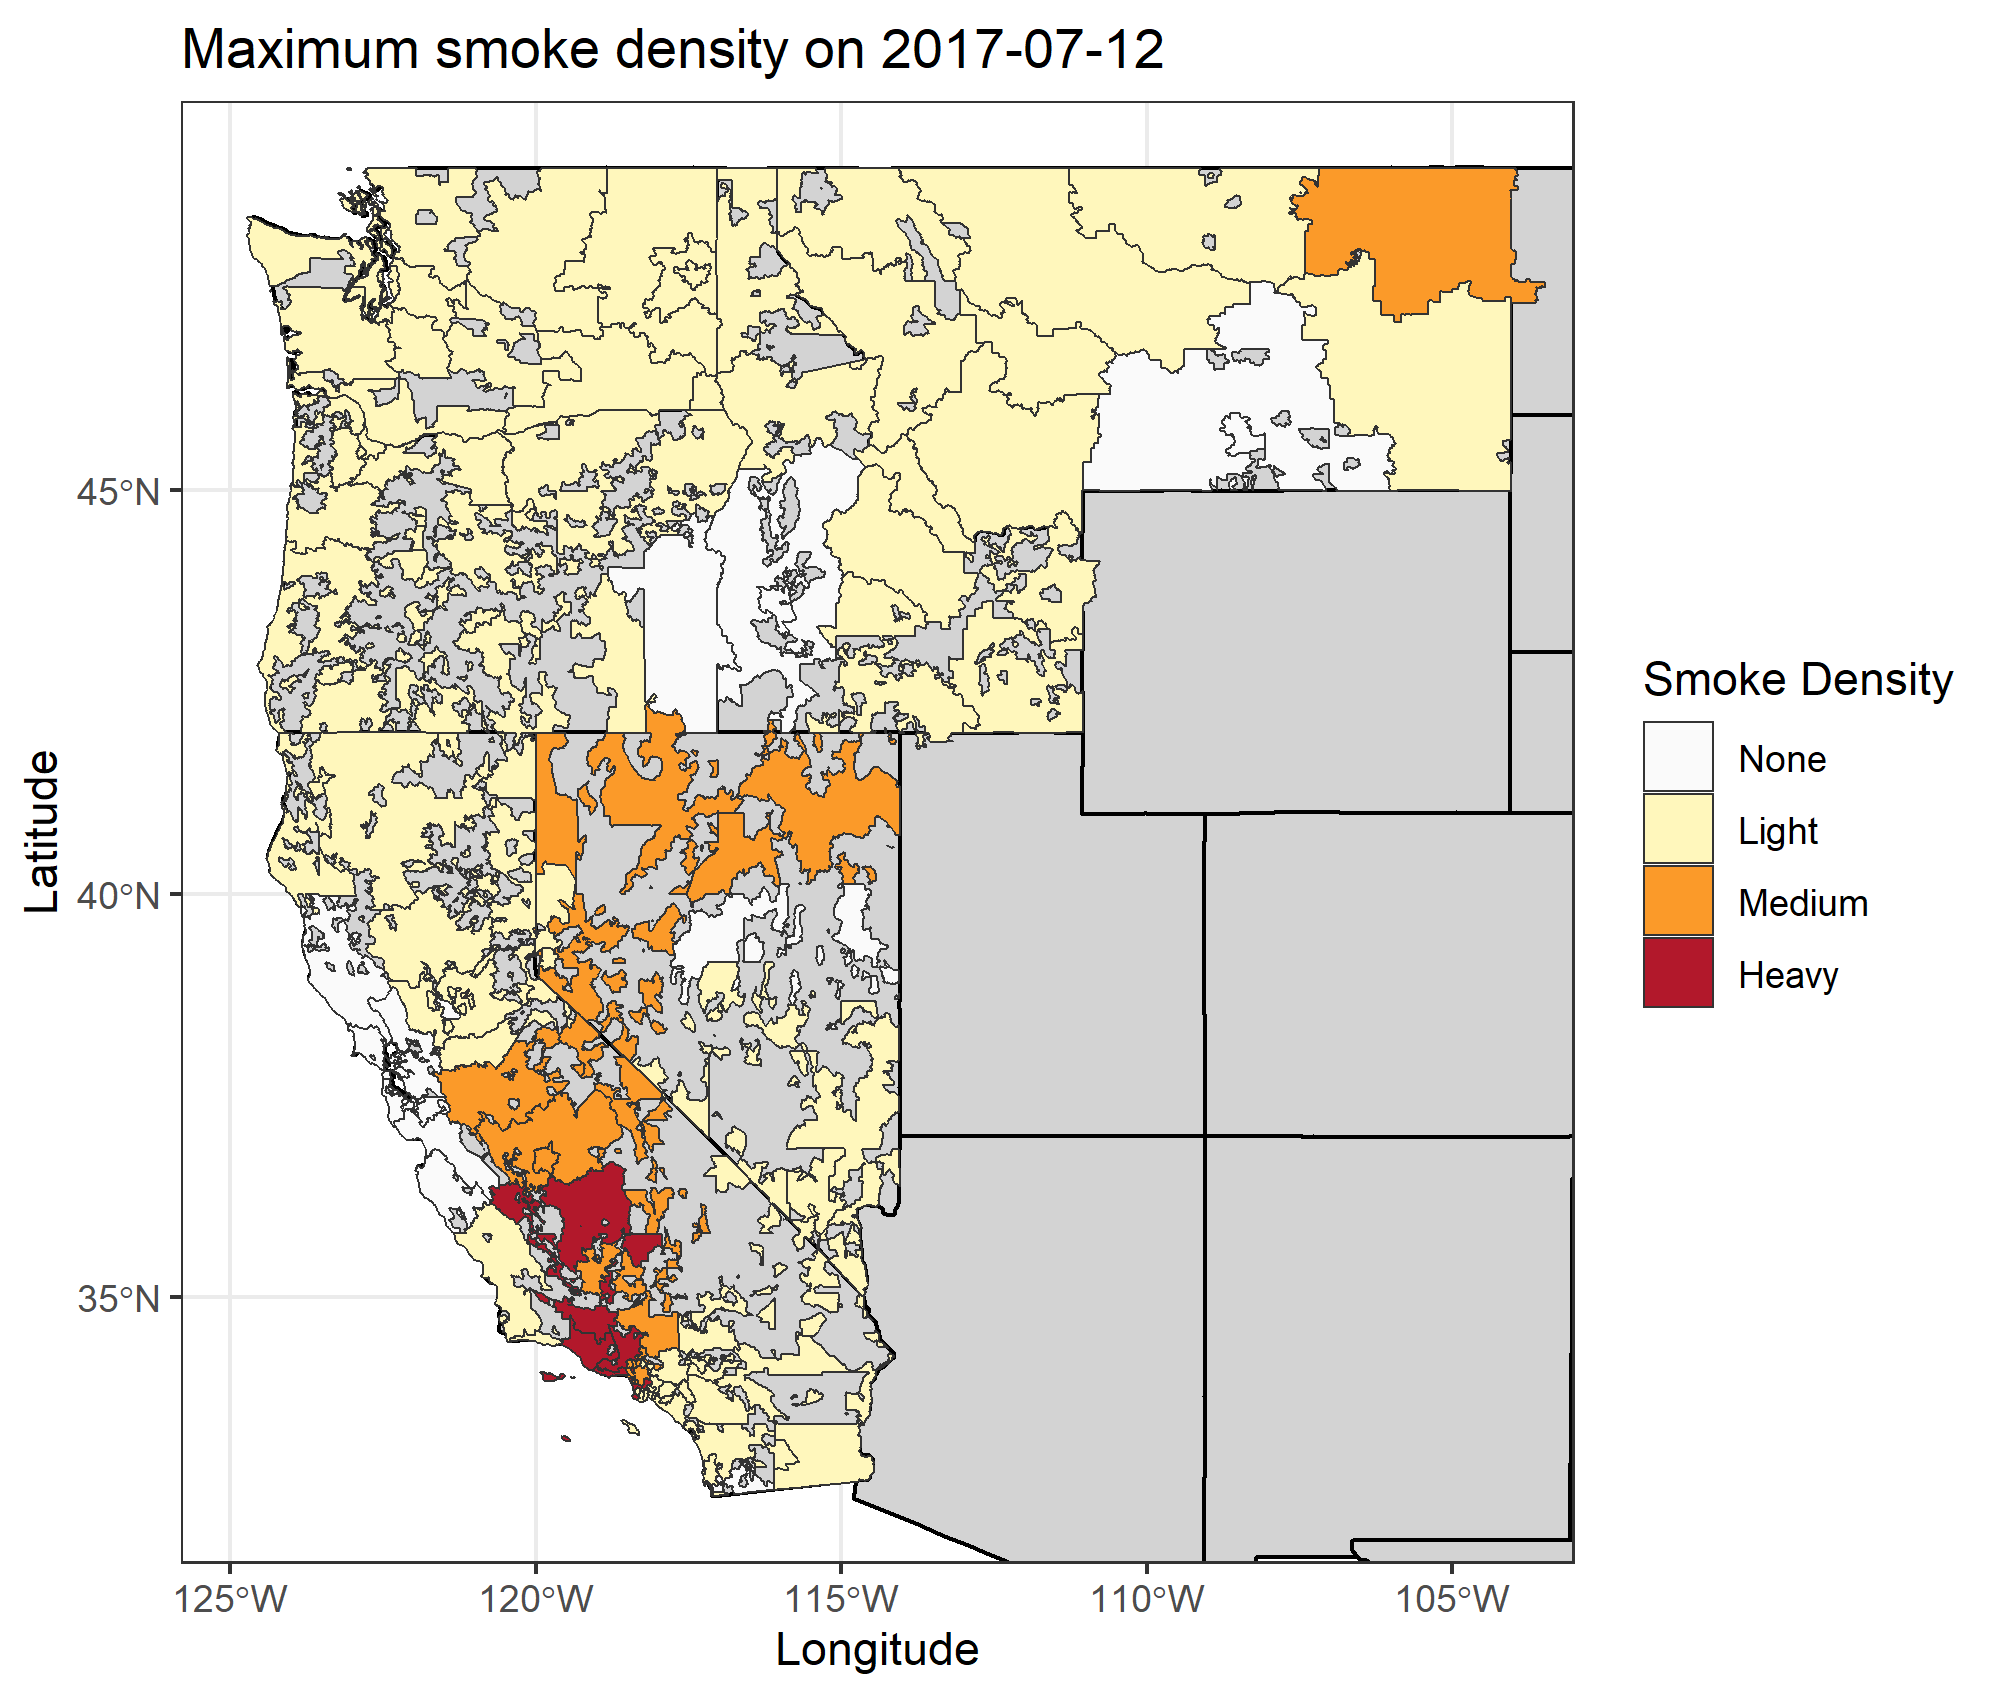 Maximum smoke density on 2017-07-12
45°N
40°N
35°N
Latitude
125°W 120°W 115°W 110°W 105°W
Longitude
Smoke Density
None
Light
Medium
Heavy